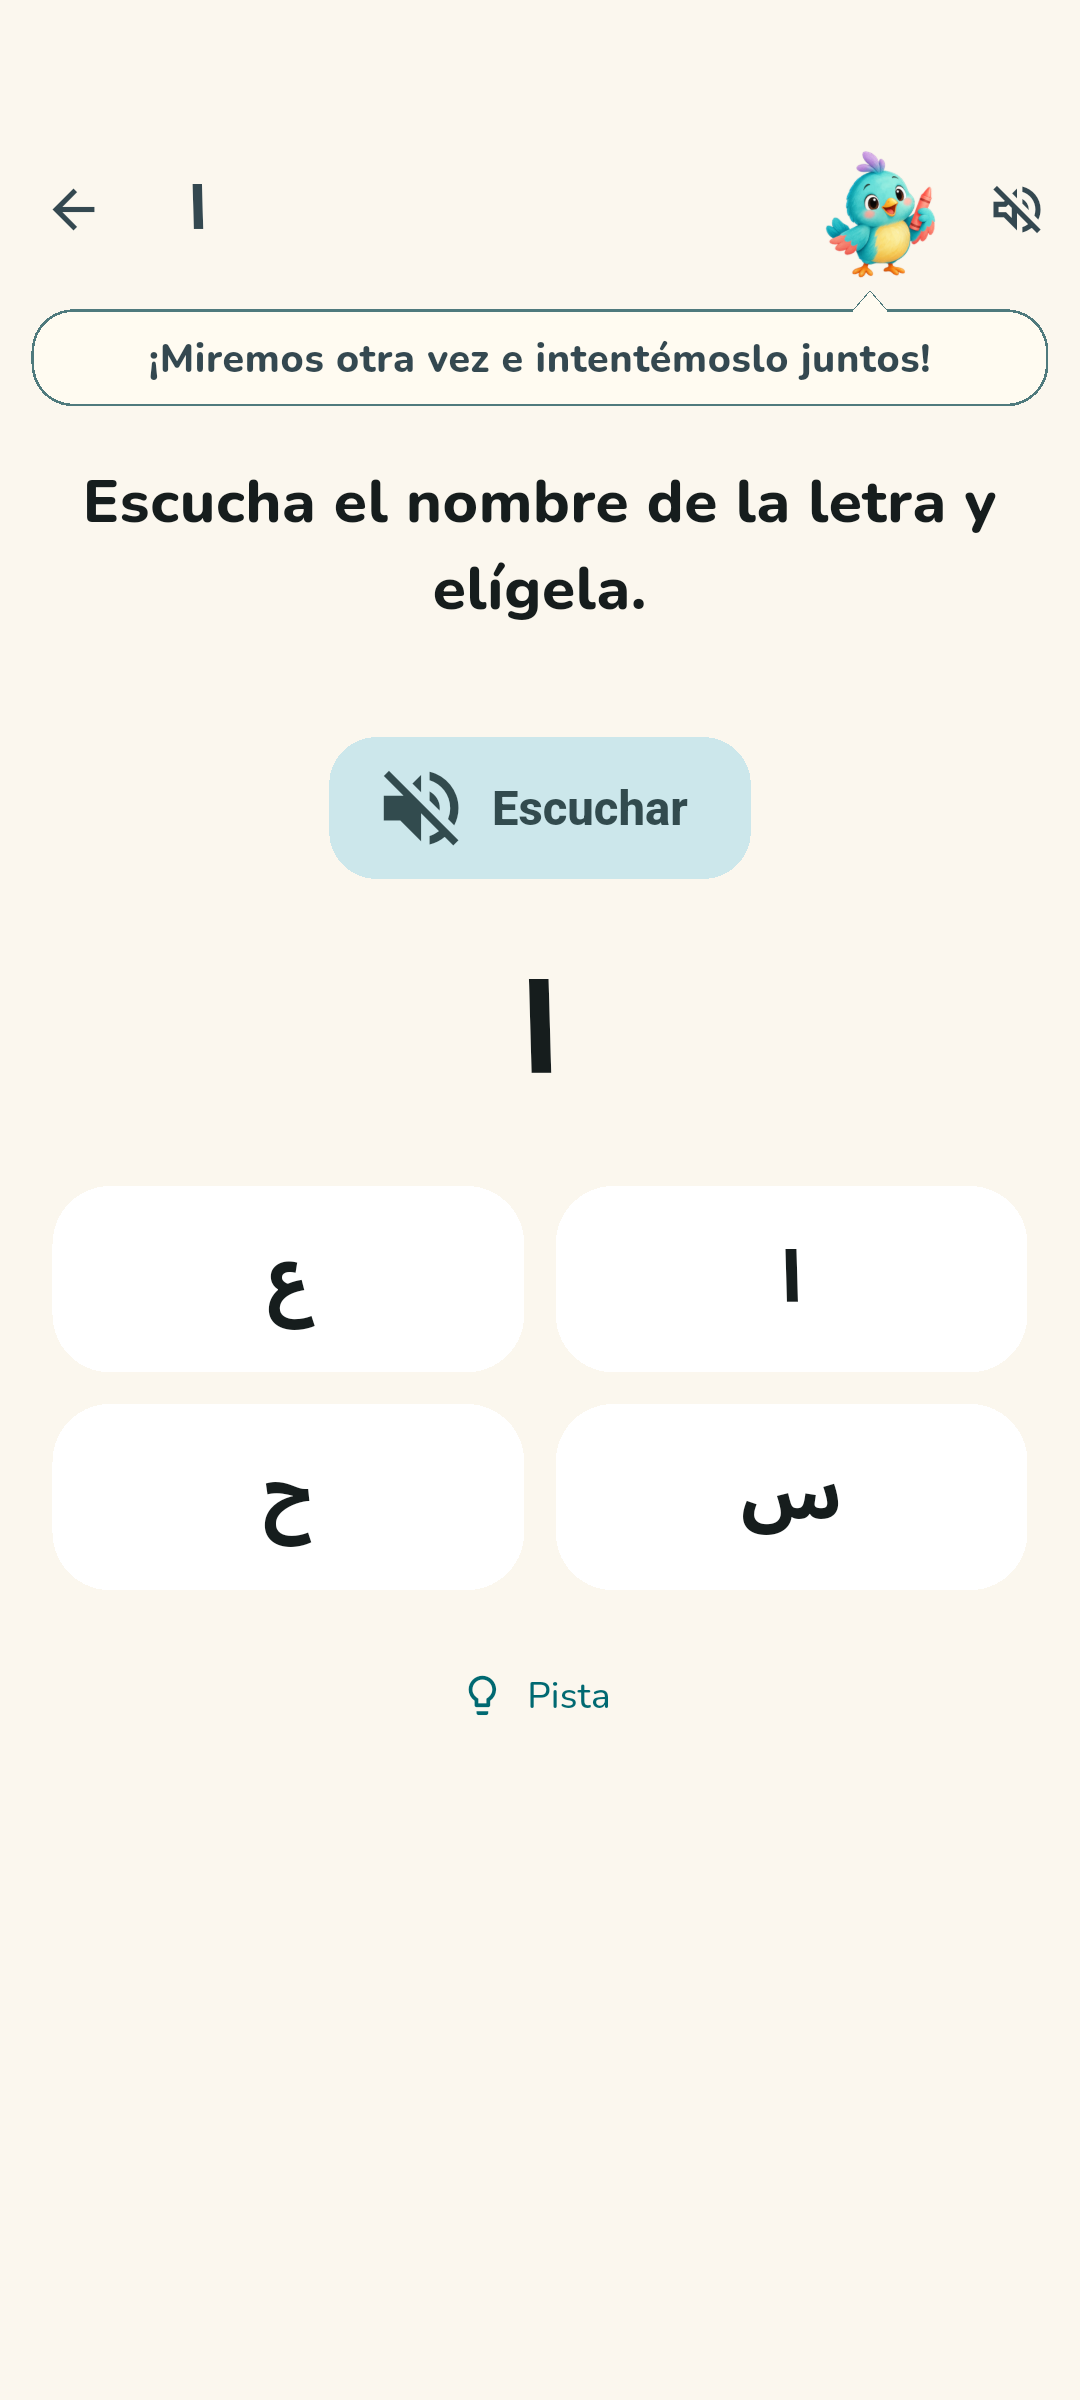 ا
¡Miremos otra vez e intentémoslo juntos!
Escucha el nombre de la letra y
elígela.
Escuchar
ا
ع
ا
ح
س
Pista